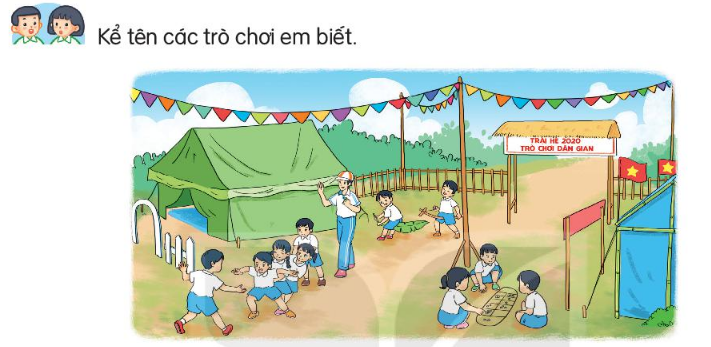 Kể tên các trò chơi em biết.
TRẠI HÈ 2020
TRÒ CHƠI DÂN GIAN